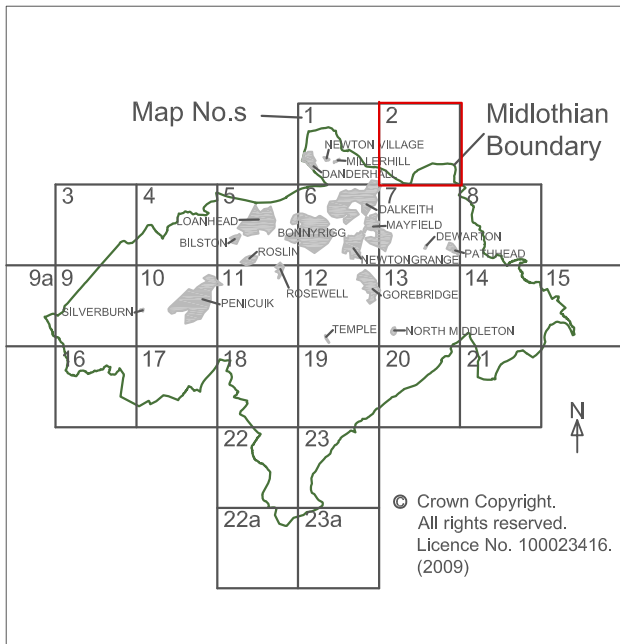 Map No.s
1
2
Midlothian
Boundary
NEWTON VILLAGE
MILLERHILL
DANDERHALL
3
4
5
6
7
8
LOANHEAD
DALKEITH
BONNYRIGG
MAYFIELD
BILSTON
DEWARTON
ROSLIN
NEWTONGRANGE
PATHHEAD
9a
9
10
11
12
13
14
15
SILVERBURN
PENICUIK
ROSEWELL
GOREBRIDGE
TEMPLE
NORTH MIDDLETON
16
17
18
19
20
21
N
22
23
22a
23a
© Crown Copyright.
All rights reserved.
Licence No. 100023416.
(2009)